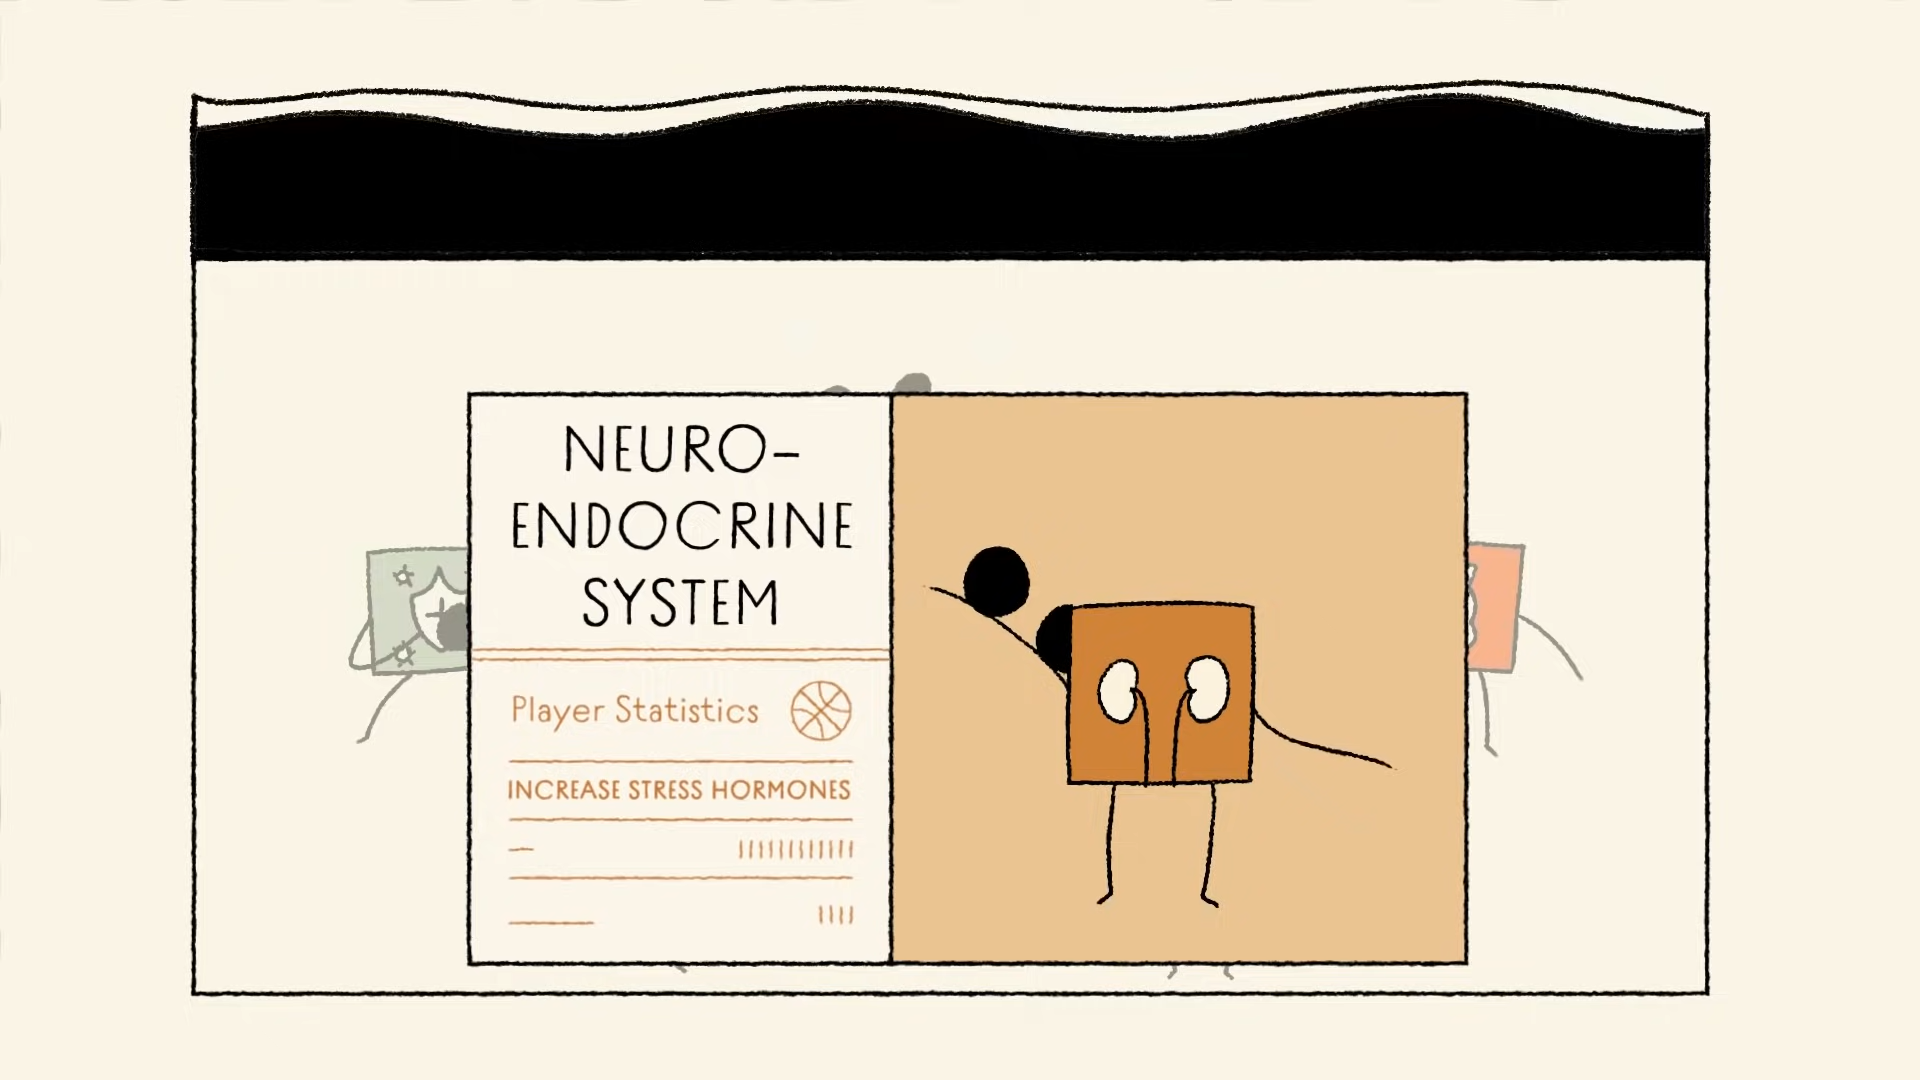 NEURO-
ENDOCRINE
SYSTEM
Player Statistics
INCREASE STRESS HORMONES